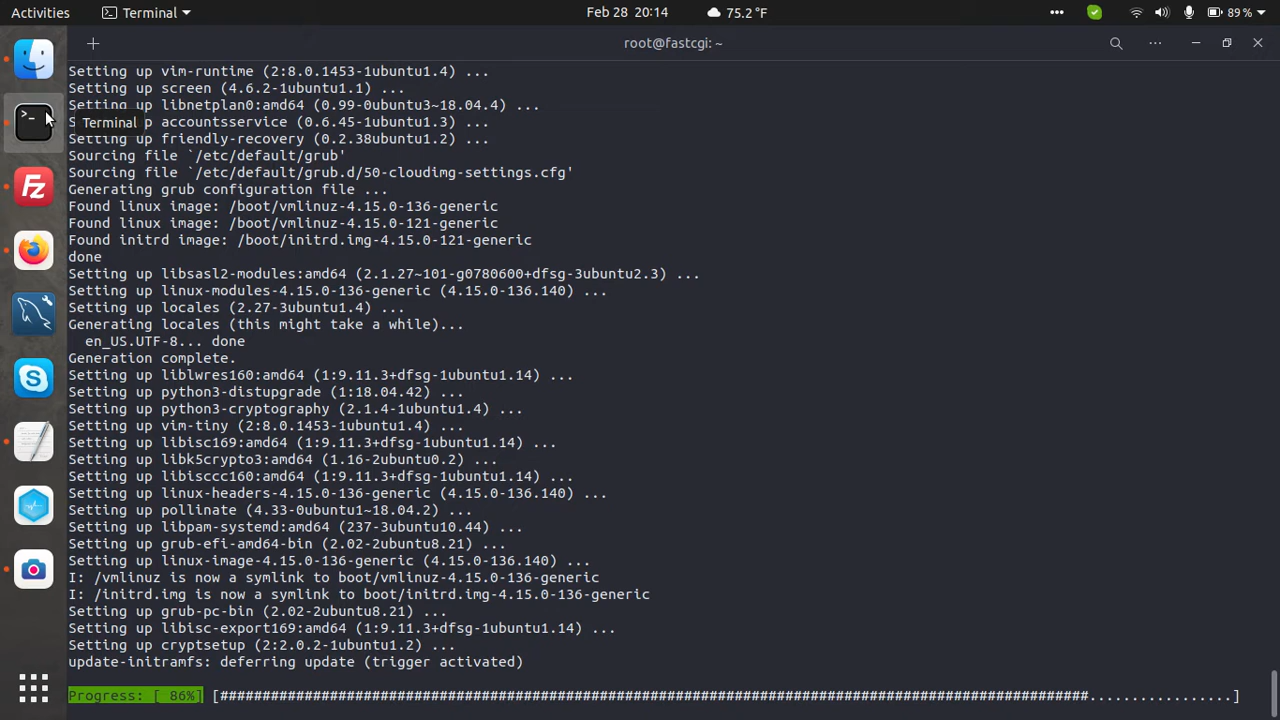 Activities Terminal Feb 28 20:14 75.2 °F 89 %
root@fastcgi: ~
Setting up vim-runtime (2:8.0.1453-1ubuntu1.4) ...
Setting up screen (4.6.2-1ubuntu1.1) ...
Setting up libnetplan0:amd64 (0.99-0ubuntu3~18.04.4) ...
S p accountsservice (0.6.45-1ubuntu1.3) ...
Terminal
Setting up friendly-recovery (0.2.38ubuntu1.2) ...
Sourcing file `/etc/default/grub'
Sourcing file `/etc/default/grub.d/50-cloudimg-settings.cfg'
Generating grub configuration file ...
Found linux image: /boot/vmlinuz-4.15.0-136-generic
Found linux image: /boot/vmlinuz-4.15.0-121-generic
Found initrd image: /boot/initrd.img-4.15.0-121-generic
done
Setting up libsasl2-modules:amd64 (2.1.27~101-g0780600+dfsg-3ubuntu2.3) ...
Setting up linux-modules-4.15.0-136-generic (4.15.0-136.140) ...
Setting up locales (2.27-3ubuntu1.4) ...
Generating locales (this might take a while)...
  en_US.UTF-8... done
Generation complete.
Setting up liblwres160:amd64 (1:9.11.3+dfsg-1ubuntu1.14) ...
Setting up python3-distupgrade (1:18.04.42) ...
Setting up python3-cryptography (2.1.4-1ubuntu1.4) ...
Setting up vim-tiny (2:8.0.1453-1ubuntu1.4) ...
Setting up libisc169:amd64 (1:9.11.3+dfsg-1ubuntu1.14) ...
Setting up libk5crypto3:amd64 (1.16-2ubuntu0.2) ...
Setting up libisccc160:amd64 (1:9.11.3+dfsg-1ubuntu1.14) ...
Setting up linux-headers-4.15.0-136-generic (4.15.0-136.140) ...
Setting up pollinate (4.33-0ubuntu1~18.04.2) ...
Setting up libpam-systemd:amd64 (237-3ubuntu10.44) ...
Setting up grub-efi-amd64-bin (2.02-2ubuntu8.21) ...
Setting up linux-image-4.15.0-136-generic (4.15.0-136.140) ...
I: /vmlinuz is now a symlink to boot/vmlinuz-4.15.0-136-generic
I: /initrd.img is now a symlink to boot/initrd.img-4.15.0-136-generic
Setting up grub-pc-bin (2.02-2ubuntu8.21) ...
Setting up libisc-export169:amd64 (1:9.11.3+dfsg-1ubuntu1.14) ...
Setting up cryptsetup (2:2.0.2-1ubuntu1.2) ...
update-initramfs: deferring update (trigger activated)
Progress: [ 86%] [#######################################################################################################.................]